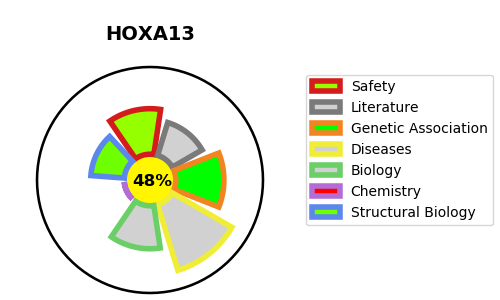 HOXA13
48%
Safety
Literature
Genetic Association
Diseases
Biology
Chemistry
Structural Biology